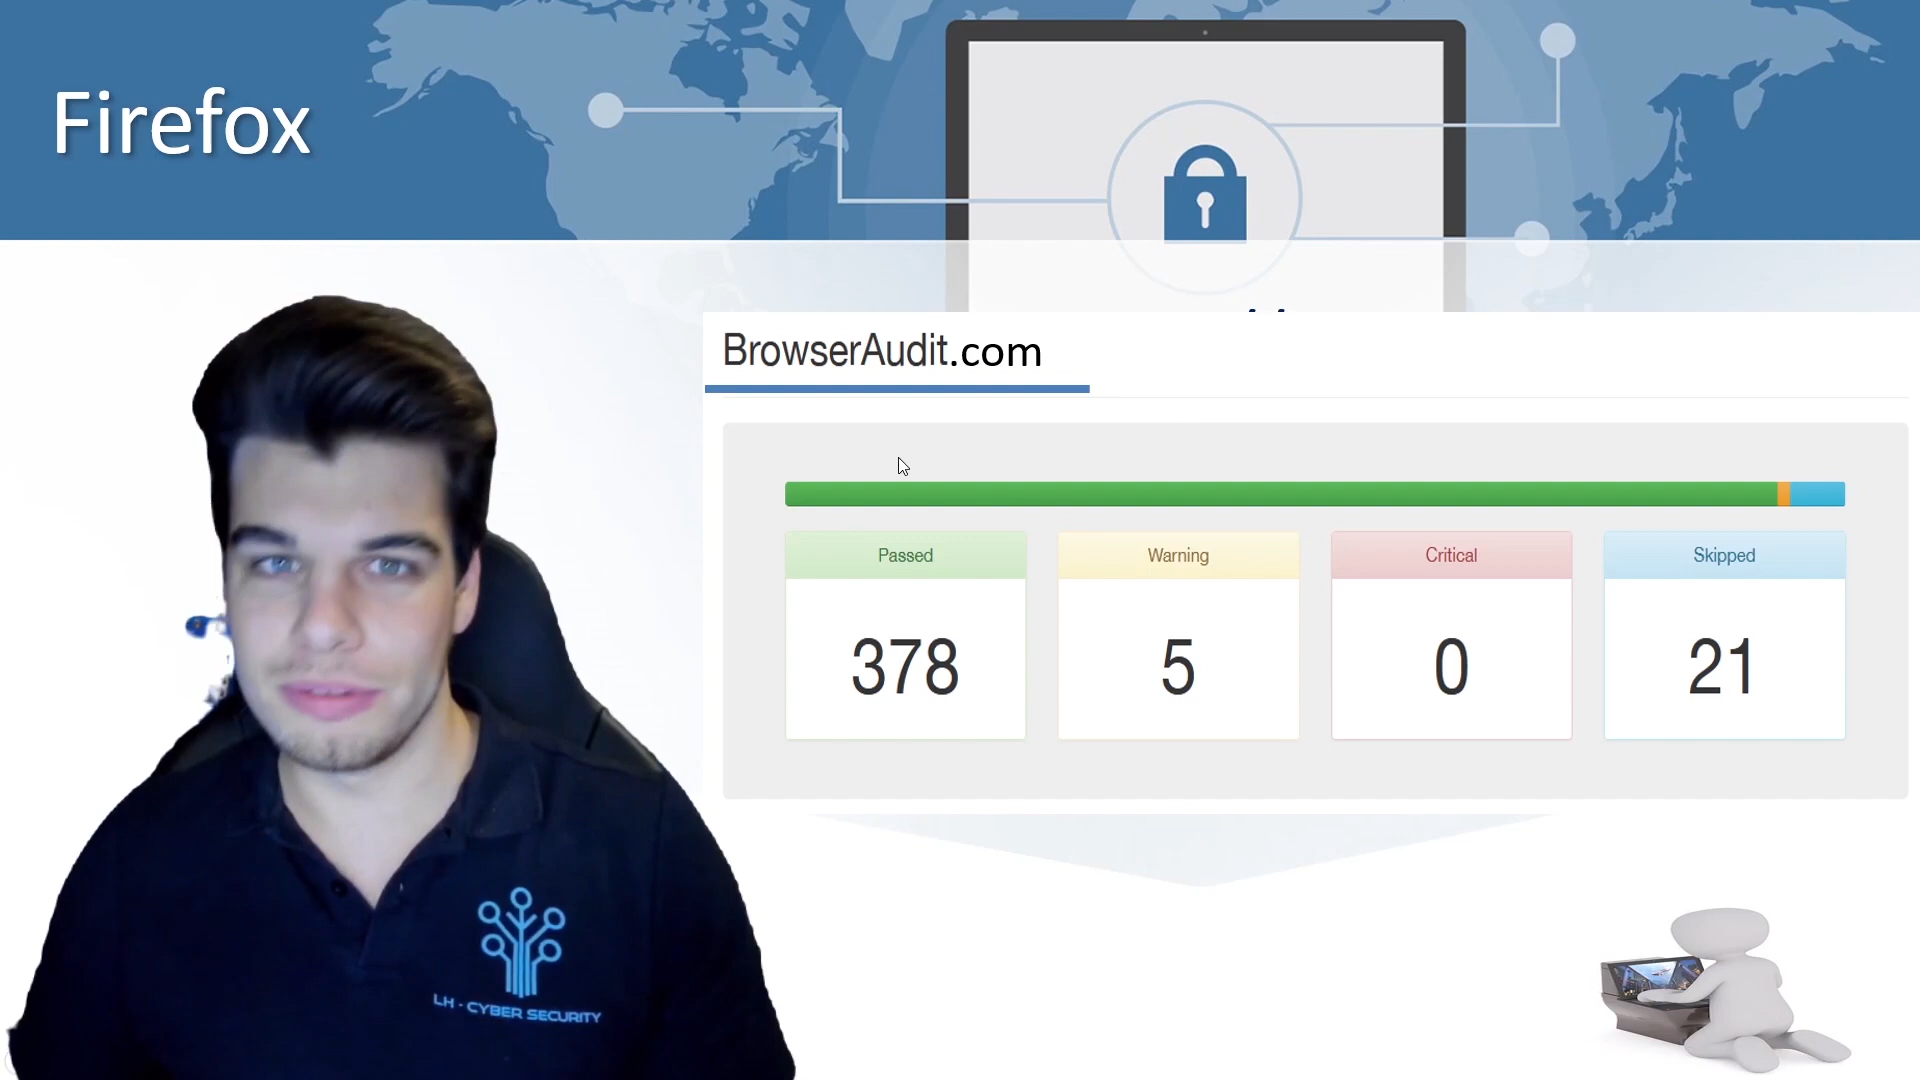 Firefox
BrowserAudit.com
Passed
Warning
Critical
Skipped
378
5
0
21
LH - CYBER SECURITY